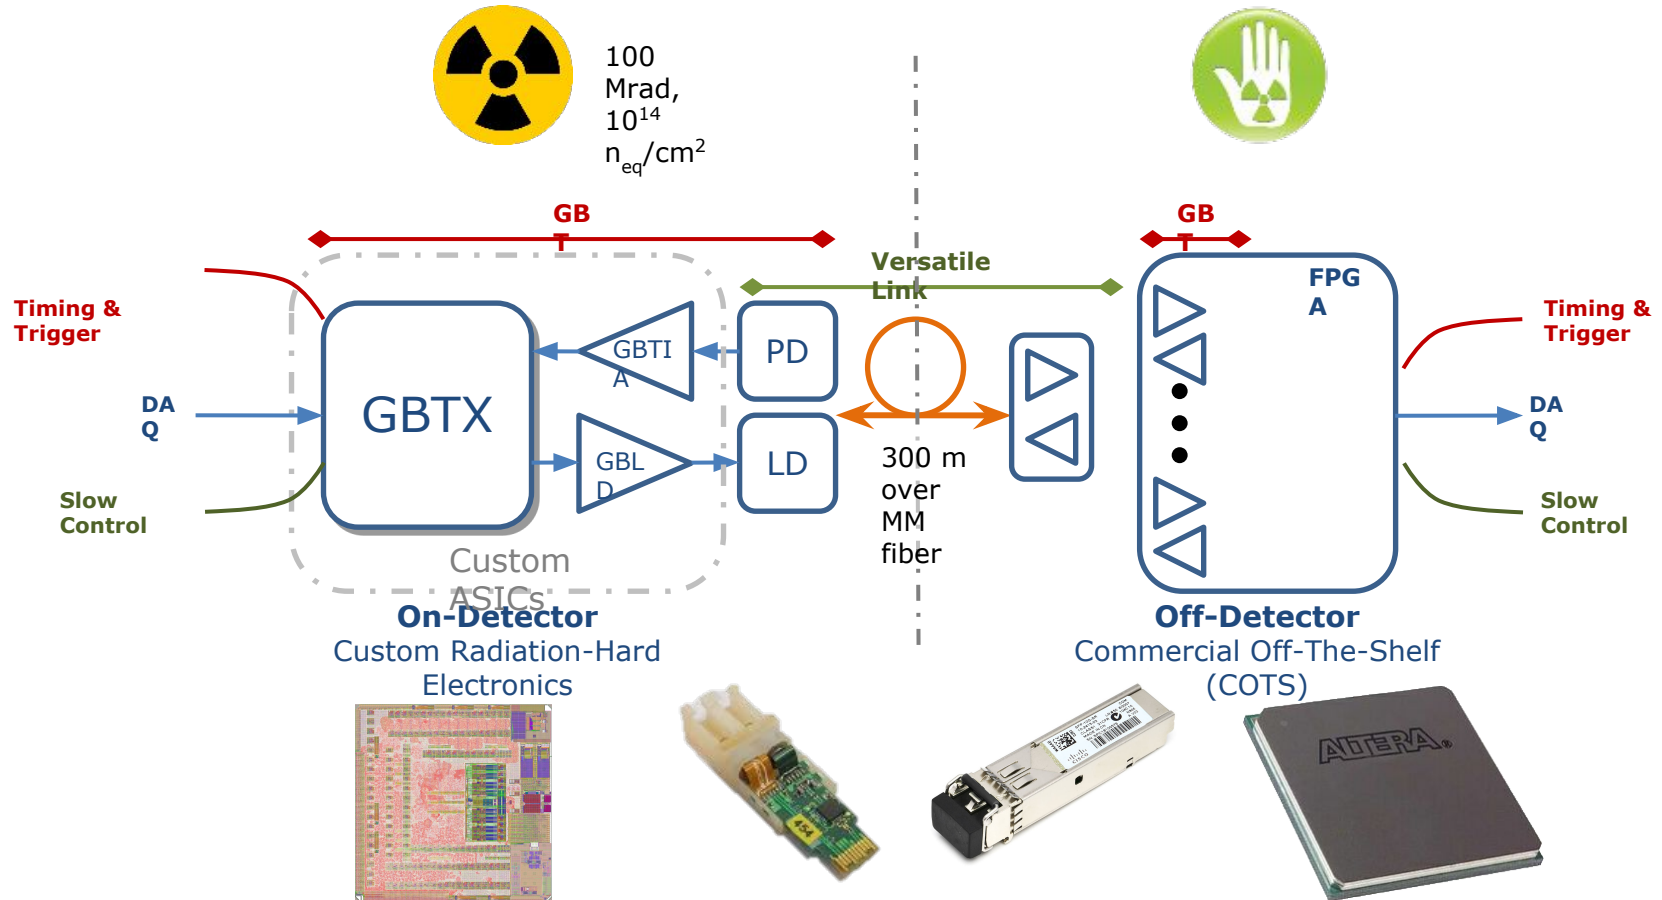 100
Mrad,
10¹⁴
n_eq/cm²
GB
T
GB
T
Versatile
Link
FPG
A
Timing &
Trigger
Timing &
Trigger
GBTI
A
PD
GBTX
DA
Q
DA
Q
GBL
D
LD
300 m
over
MM
fiber
Slow
Control
Slow
Control
Custom
ASICs
On-Detector
Custom Radiation-Hard
Electronics
Off-Detector
Commercial Off-The-Shelf
(COTS)
454
ALTERA®